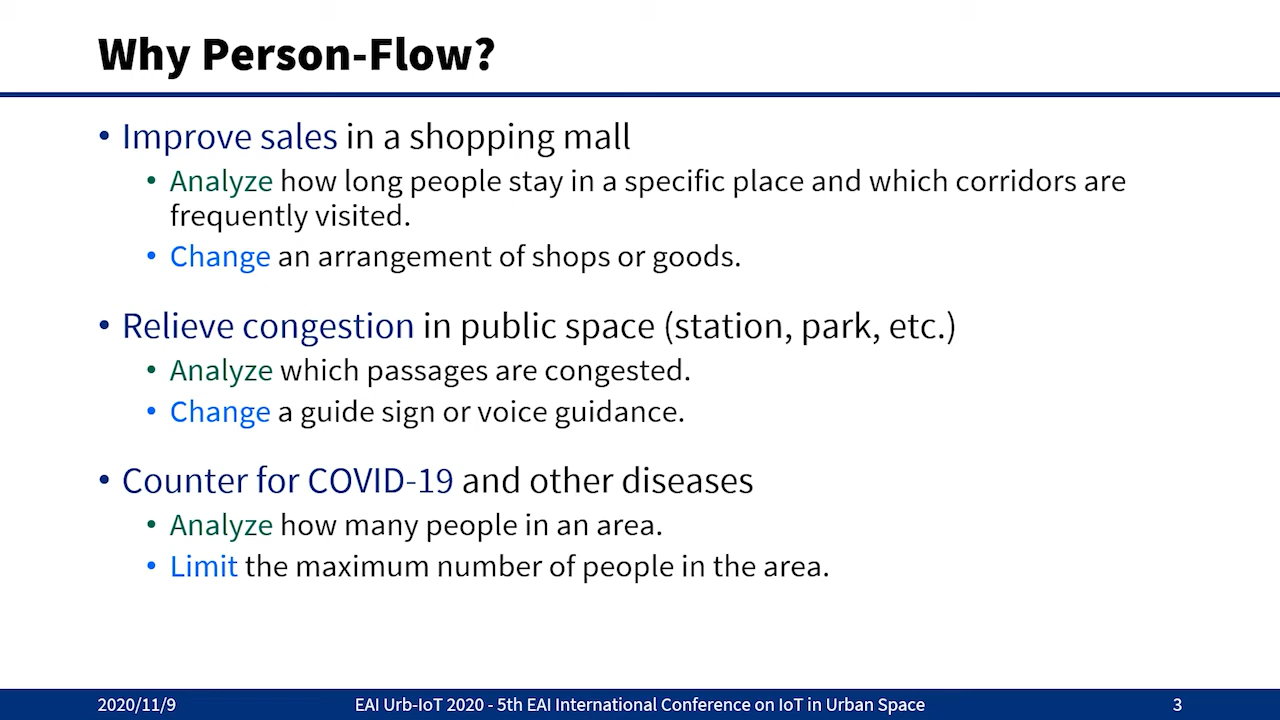 Why Person-Flow?
• Improve sales in a shopping mall
• Analyze how long people stay in a specific place and which corridors are
frequently visited.
• Change an arrangement of shops or goods.
• Relieve congestion in public space (station, park, etc.)
• Analyze which passages are congested.
• Change a guide sign or voice guidance.
• Counter for COVID-19 and other diseases
• Analyze how many people in an area.
• Limit the maximum number of people in the area.
2020/11/9 EAI Urb-IoT 2020 - 5th EAI International Conference on IoT in Urban Space 3